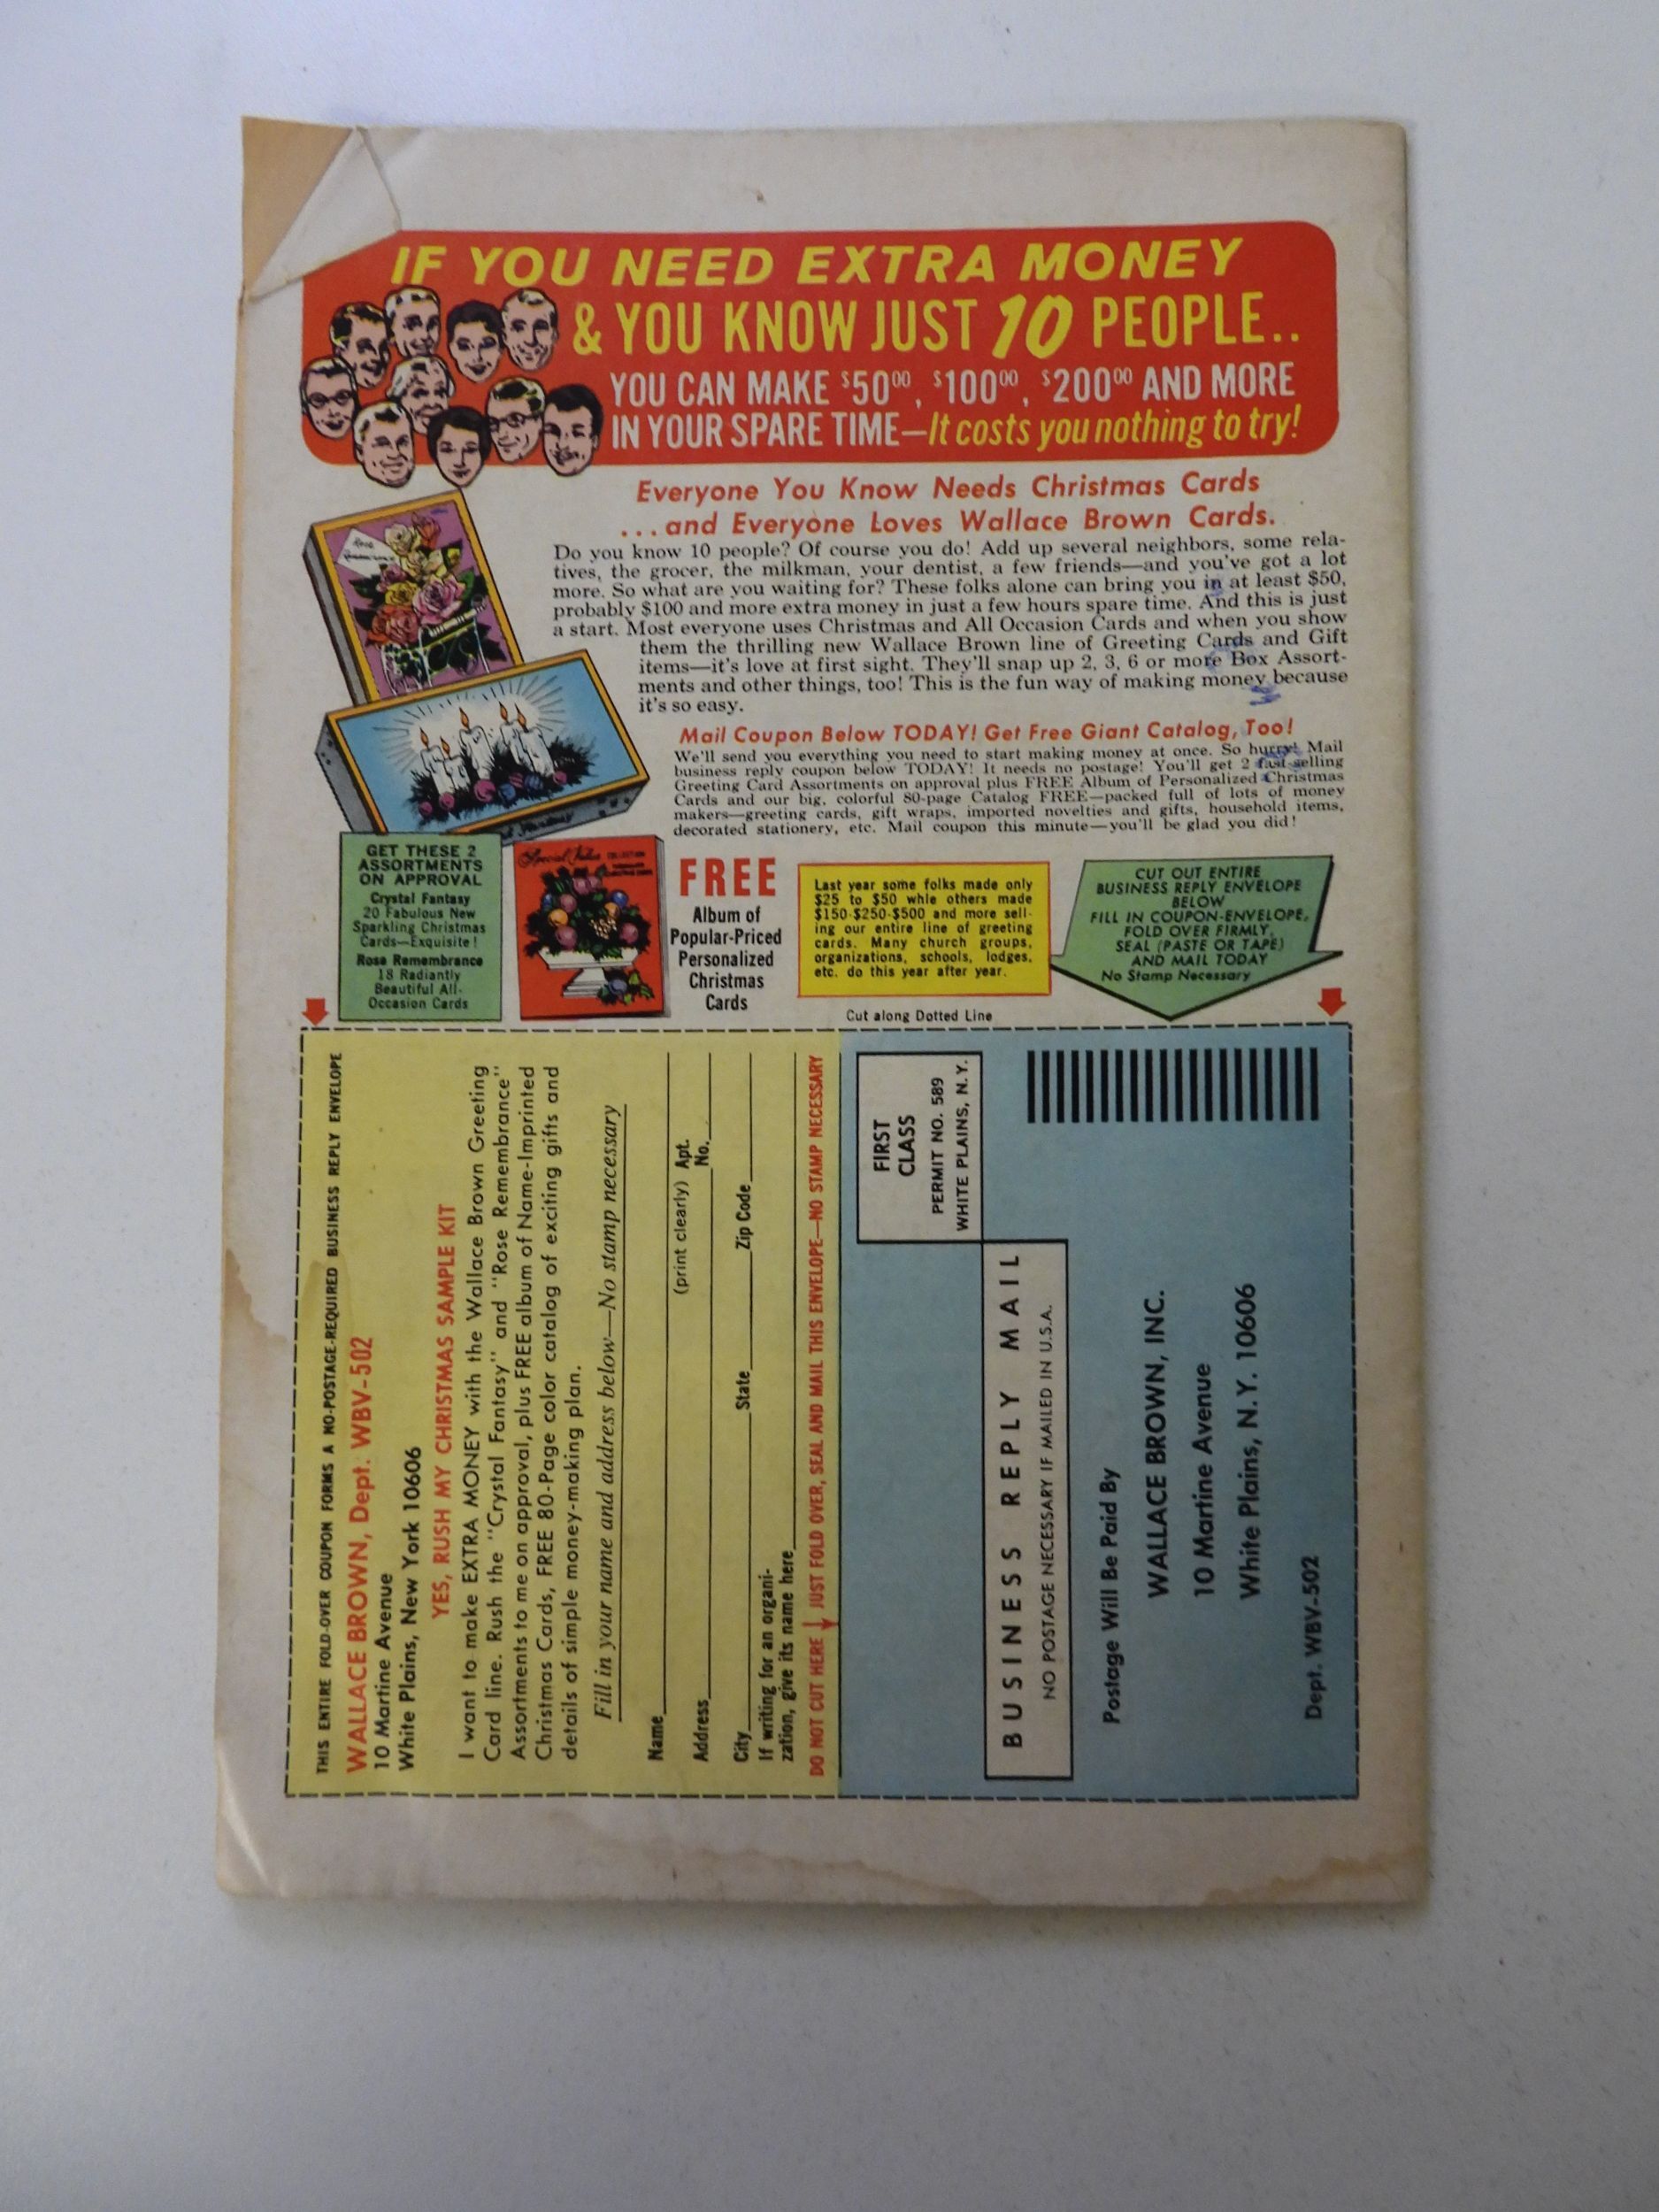 IF YOU NEED EXTRA MONEY
& YOU KNOW JUST 10 PEOPLE..
YOU CAN MAKE $50.00, $100.00, $200.00 AND MORE
IN YOUR SPARE TIME—It costs you nothing to try!
Everyone You Know Needs Christmas Cards
...and Everyone Loves Wallace Brown Cards.
Do you know 10 people? Of course you do! Add up several neighbors, some rela-
tives, the grocer, the milkman, your dentist, a few friends—and you've got a lot
more. So what are you waiting for? These folks alone can bring you in at least $50,
probably $100 and more extra money in just a few hours spare time. And this is just
a start. Most everyone uses Christmas and All Occasion Cards and when you show
them the thrilling new Wallace Brown line of Greeting Cards and Gift
items—it's love at first sight. They'll snap up 2, 3, 6 or more Box Assort-
ments and other things, too! This is the fun way of making money because
it's so easy.
Mail Coupon Below TODAY! Get Free Giant Catalog, Too!
We'll send you everything you need to start making money at once. So hurry! Mail
business reply coupon below TODAY! It needs no postage! You'll get 2 fast-selling
Greeting Card Assortments on approval plus FREE Album of Personalized Christmas
Cards and our big, colorful 80-page Catalog FREE—packed full of lots of money
makers—greeting cards, gift wraps, imported novelties and gifts, household items,
decorated stationery, etc. Mail coupon this minute—you'll be glad you did!
GET THESE 2
ASSORTMENTS
ON APPROVAL
Crystal Fantasy
20 Fabulous New
Sparkling Christmas
Cards—Exquisite!
Rose Remembrance
18 Radiantly
Beautiful All-
Occasion Cards
Special Value COLLECTION
FREE
Album of
Popular-Priced
Personalized
Christmas
Cards
Last year some folks made only
$25 to $50 whle others made
$150-$250-$500 and more sell-
ing our entire line of greeting
cards. Many church groups,
organizations, schools, lodges,
etc. do this year after year.
CUT OUT ENTIRE
BUSINESS REPLY ENVELOPE
BELOW
FILL IN COUPON-ENVELOPE,
FOLD OVER FIRMLY,
SEAL (PASTE OR TAPE)
AND MAIL TODAY
No Stamp Necessary
Cut along Dotted Line
THIS ENTIRE FOLD-OVER COUPON FORMS A NO-POSTAGE-REQUIRED BUSINESS REPLY ENVELOPE
WALLACE BROWN, Dept. WBV-502
10 Martine Avenue
White Plains, New York 10606
YES, RUSH MY CHRISTMAS SAMPLE KIT
I want to make EXTRA MONEY with the Wallace Brown Greeting
Card line. Rush the "Crystal Fantasy" and "Rose Remembrance"
Assortments to me on approval, plus FREE album of Name-Imprinted
Christmas Cards, FREE 80-Page color catalog of exciting gifts and
details of simple money-making plan.
Fill in your name and address below—No stamp necessary
Name
(print clearly)
Address Apt. No.
City State Zip Code
If writing for an organi-
zation, give its name here
DO NOT CUT HERE JUST FOLD OVER, SEAL AND MAIL THIS ENVELOPE—NO STAMP NECESSARY
FIRST
CLASS
PERMIT NO. 589
WHITE PLAINS, N.Y.
BUSINESS REPLY MAIL
NO POSTAGE NECESSARY IF MAILED IN U.S.A.
Postage Will Be Paid By
WALLACE BROWN, INC.
10 Martine Avenue
White Plains, N.Y. 10606
Dept. WBV-502